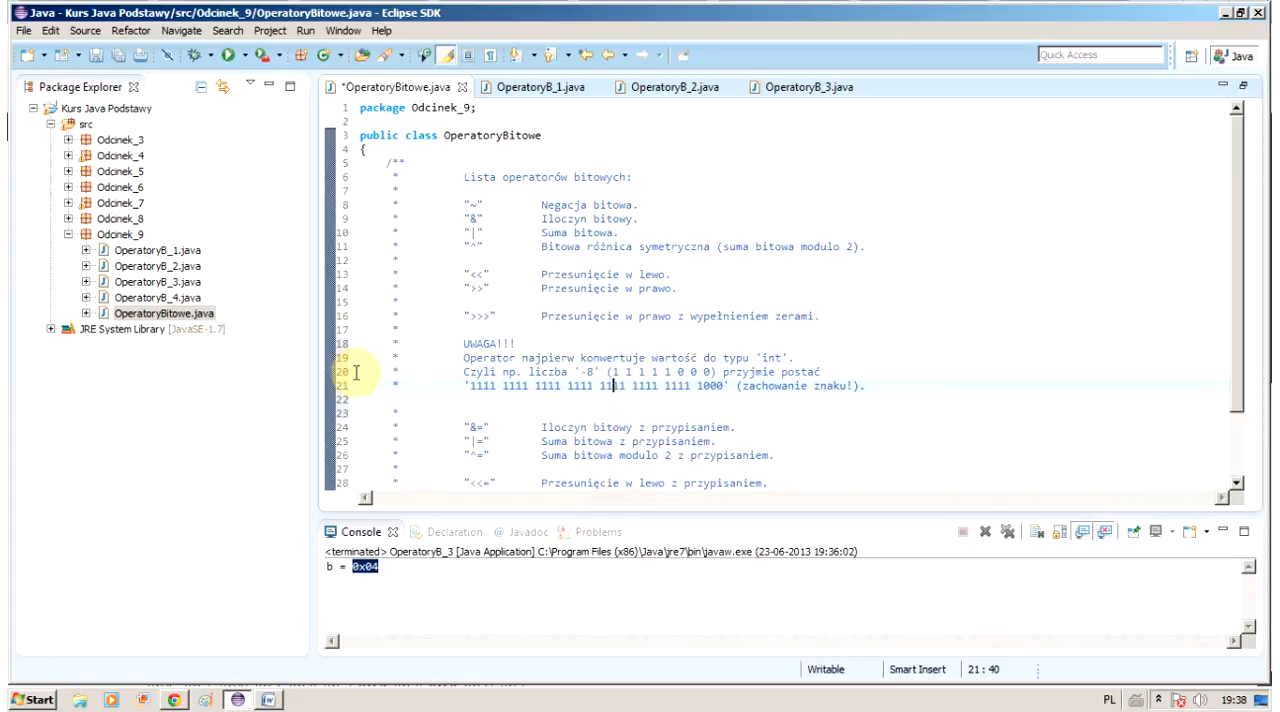 Java - Kurs Java Podstawy/src/Odcinek_9/OperatoryBitowe.java - Eclipse SDK
File Edit Source Refactor Navigate Search Project Run Window Help
Quick Access
Java
Package Explorer
Kurs Java Podstawy
src
Odcinek_3
Odcinek_4
Odcinek_5
Odcinek_6
Odcinek_7
Odcinek_8
Odcinek_9
OperatoryB_1.java
OperatoryB_2.java
OperatoryB_3.java
OperatoryB_4.java
OperatoryBitowe.java
JRE System Library [JavaSE-1.7]
*OperatoryBitowe.java OperatoryB_1.java OperatoryB_2.java OperatoryB_3.java
1 package Odcinek_9;
2
3 public class OperatoryBitowe
4 {
5 /**
6 * Lista operatorów bitowych:
7 *
8 * "~" Negacja bitowa.
9 * "&" Iloczyn bitowy.
10 * "|" Suma bitowa.
11 * "^" Bitowa różnica symetryczna (suma bitowa modulo 2).
12 *
13 * "<<" Przesunięcie w lewo.
14 * ">>" Przesunięcie w prawo.
15 *
16 * ">>>" Przesunięcie w prawo z wypełnieniem zerami.
17 *
18 * UWAGA!!!
19 * Operator najpierw konwertuje wartość do typu 'int'.
20 * Czyli np. liczba '-8' (1 1 1 1 1 0 0 0) przyjmie postać
21 * '1111 1111 1111 1111 1111 1111 1111 1000' (zachowanie znaku!).
22
23 *
24 * "&=" Iloczyn bitowy z przypisaniem.
25 * "|=" Suma bitowa z przypisaniem.
26 * "^=" Suma bitowa modulo 2 z przypisaniem.
27 *
28 * "<<=" Przesunięcie w lewo z przypisaniem.
Console Declaration @ Javadoc Problems
<terminated> OperatoryB_3 [Java Application] C:\Program Files (x86)\Java\jre7\bin\javaw.exe (23-06-2013 19:36:02)
b = 0x04
Writable Smart Insert 21 : 40
Start PL 19:38